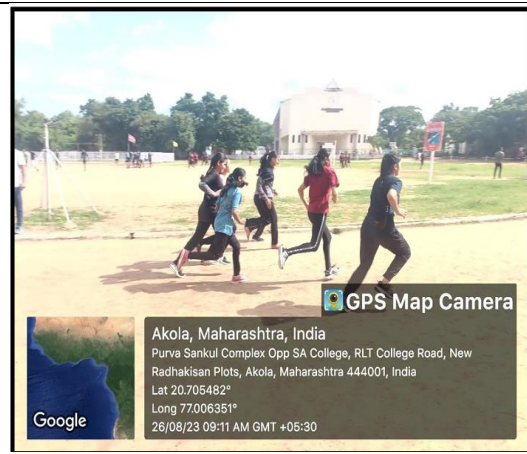 GPS Map Camera
Akola, Maharashtra, India
Purva Sankul Complex Opp SA College, RLT College Road, New
Radhakisan Plots, Akola, Maharashtra 444001, India
Lat 20.705482°
Long 77.006351°
26/08/23 09:11 AM GMT +05:30
Google